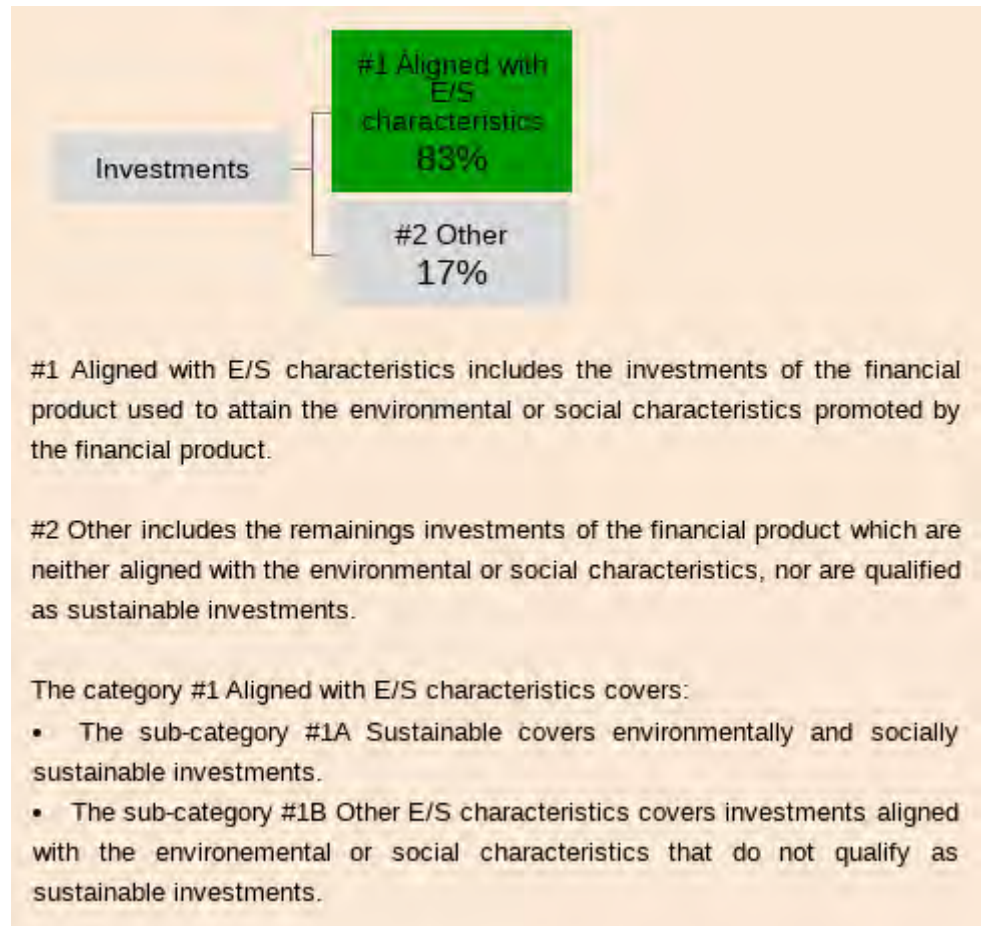 #1 Aligned with
E/S
characteristics
83%
Investments
#2 Other
17%
#1 Aligned with E/S characteristics includes the investments of the financial
product used to attain the environmental or social characteristics promoted by
the financial product.
#2 Other includes the remainings investments of the financial product which are
neither aligned with the environmental or social characteristics, nor are qualified
as sustainable investments.
The category #1 Aligned with E/S characteristics covers:
• The sub-category #1A Sustainable covers environmentally and socially
sustainable investments.
• The sub-category #1B Other E/S characteristics covers investments aligned
with the environemental or social characteristics that do not qualify as
sustainable investments.